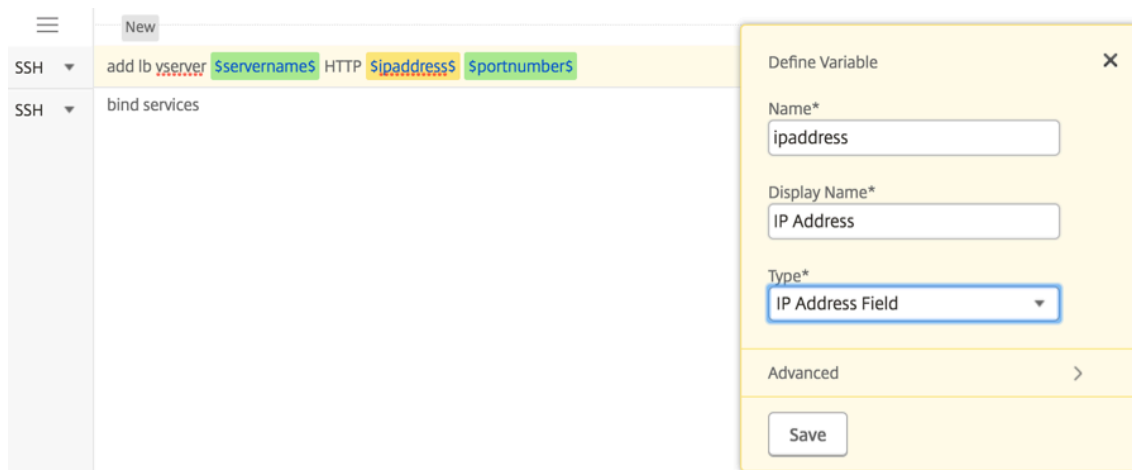 New
SSH add lb vserver $servername$ HTTP $ipaddress$ $portnumber$
SSH bind services
Define Variable
Name*
ipaddress
Display Name*
IP Address
Type*
IP Address Field
Advanced
Save